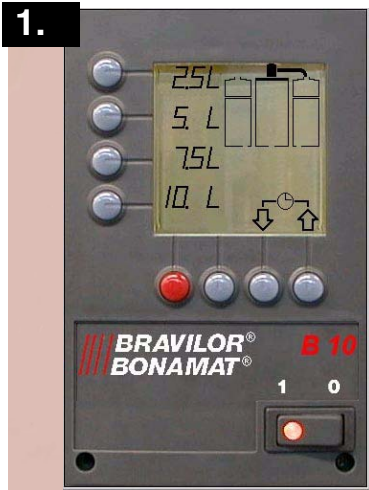 1.
2.5L
5. L
7.5L
10. L
BRAVILOR®
BONAMAT®
B 10
1 0